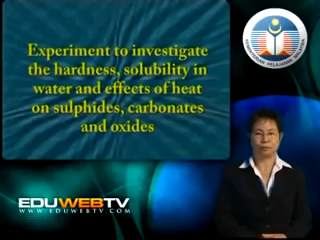 Experiment to investigate
the hardness, solubility in
water and effects of heat
on sulphides, carbonates
and oxides
EDUWEBTV
WWW.EDUWEBTV.COM